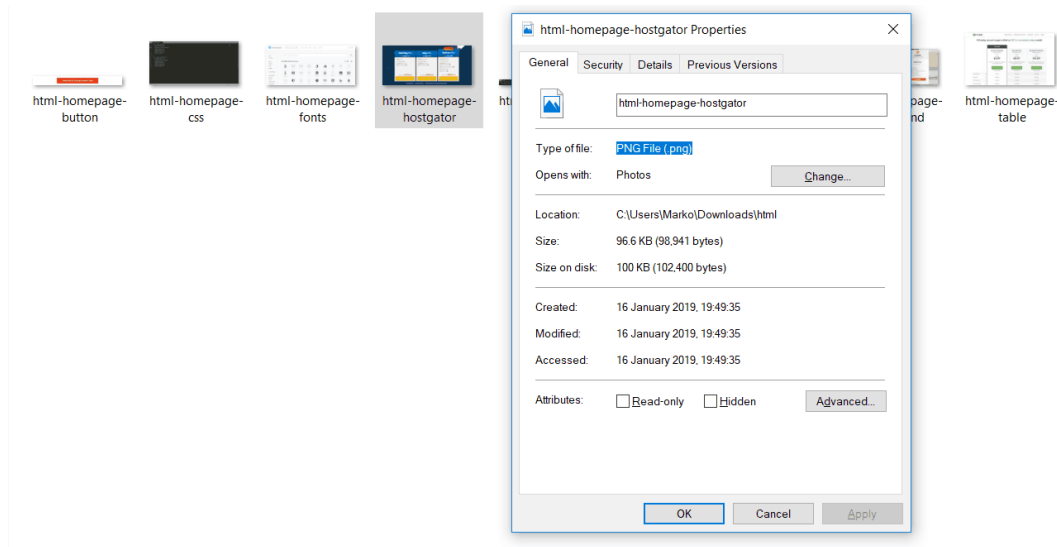 html-homepage-button
html-homepage-css
html-homepage-fonts
html-homepage-hostgator
html-homepage-table
html-homepage-hostgator Properties
General
Security
Details
Previous Versions
html-homepage-hostgator
Type of file:
PNG File (.png)
Opens with:
Photos
Change...
Location:
C:\Users\Marko\Downloads\html
Size:
96.6 KB (98,941 bytes)
Size on disk:
100 KB (102,400 bytes)
Created:
16 January 2019, 19:49:35
Modified:
16 January 2019, 19:49:35
Accessed:
16 January 2019, 19:49:35
Attributes:
Read-only
Hidden
Advanced...
OK
Cancel
Apply